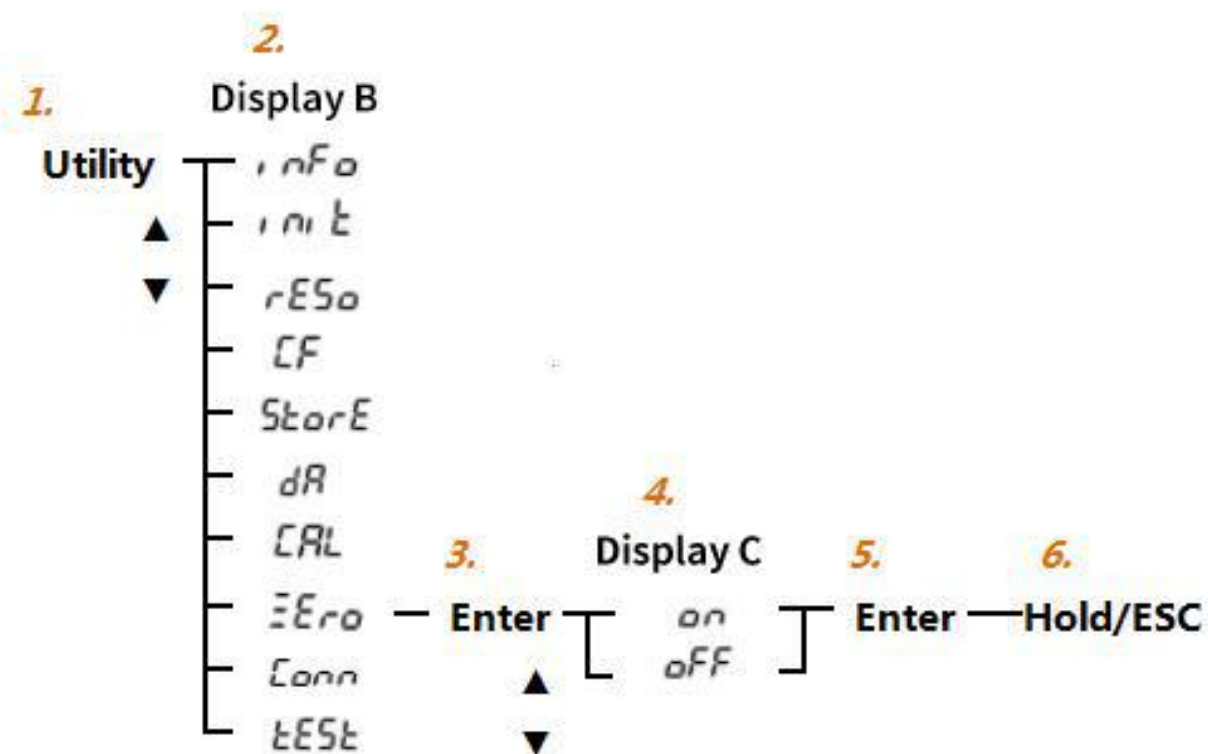 2.
1. Display B
Utility inFo
▲ init
▼ rESo
CF
StorE
dA
4.
CAL 3. Display C 5. 6.
ZEro Enter on Enter Hold/ESC
Conn ▲ oFF
tESt ▼